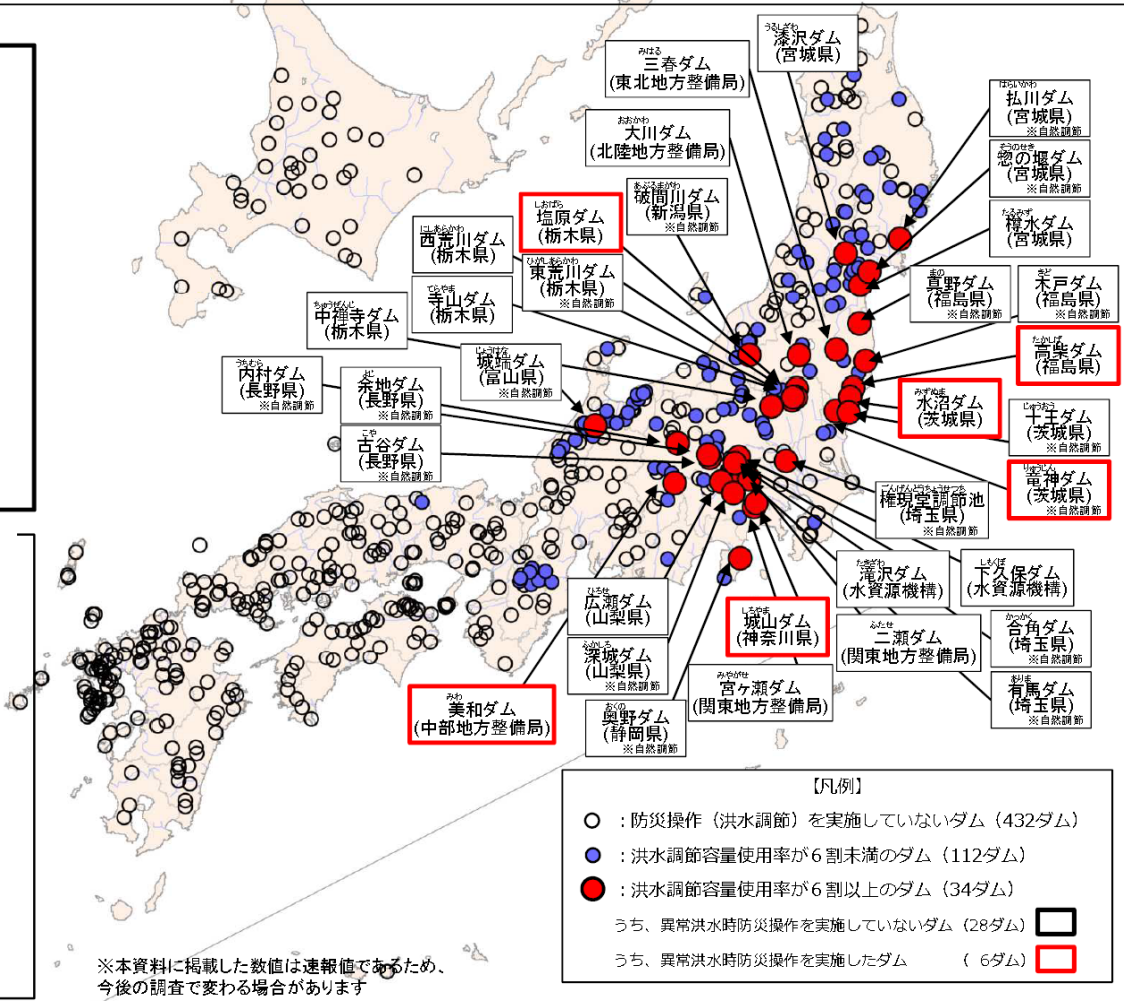 うるしざわ
漆沢ダム
(宮城県)
みはる
三春ダム
(東北地方整備局)
はらいかわ
払川ダム
(宮城県)
※自然調節
おおかわ
大川ダム
(北陸地方整備局)
そうのせき
惣の堰ダム
(宮城県)
※自然調節
あぶるまがわ
破間川ダム
(新潟県)
※自然調節
しおばら
塩原ダム
(栃木県)
たるみず
樽水ダム
(宮城県)
にしあらかわ
西荒川ダム
(栃木県)
ひがしあらかわ
東荒川ダム
(栃木県)
※自然調節
まの
真野ダム
(福島県)
※自然調節
きど
木戸ダム
(福島県)
※自然調節
てらやま
寺山ダム
(栃木県)
ちゅうぜんじ
中禅寺ダム
(栃木県)
たかしば
高柴ダム
(福島県)
じょうはな
城端ダム
(富山県)
※自然調節
うちむら
内村ダム
(長野県)
※自然調節
よじ
余地ダム
(長野県)
※自然調節
みずぬま
水沼ダム
(茨城県)
じゅうおう
十王ダム
(茨城県)
※自然調節
こや
古谷ダム
(長野県)
※自然調節
りゅうじん
竜神ダム
(茨城県)
※自然調節
ごんげんどうちょうせつち
権現堂調節池
(埼玉県)
※自然調節
たきざわ
滝沢ダム
(水資源機構)
しもくぼ
下久保ダム
(水資源機構)
ひろせ
広瀬ダム
(山梨県)
しろやま
城山ダム
(神奈川県)
ふたせ
二瀬ダム
(関東地方整備局)
かっかく
合角ダム
(埼玉県)
※自然調節
ふかしろ
深城ダム
(山梨県)
※自然調節
みやがせ
宮ヶ瀬ダム
(関東地方整備局)
ありま
有馬ダム
(埼玉県)
※自然調節
みわ
美和ダム
(中部地方整備局)
おくの
奥野ダム
(静岡県)
※自然調節
【凡例】
:防災操作(洪水調節)を実施していないダム(432ダム)
:洪水調節容量使用率が6割未満のダム(112ダム)
:洪水調節容量使用率が6割以上のダム(34ダム)
うち、異常洪水時防災操作を実施していないダム(28ダム)
うち、異常洪水時防災操作を実施したダム ( 6ダム)
※本資料に掲載した数値は速報値であるため、
今後の調査で変わる場合があります